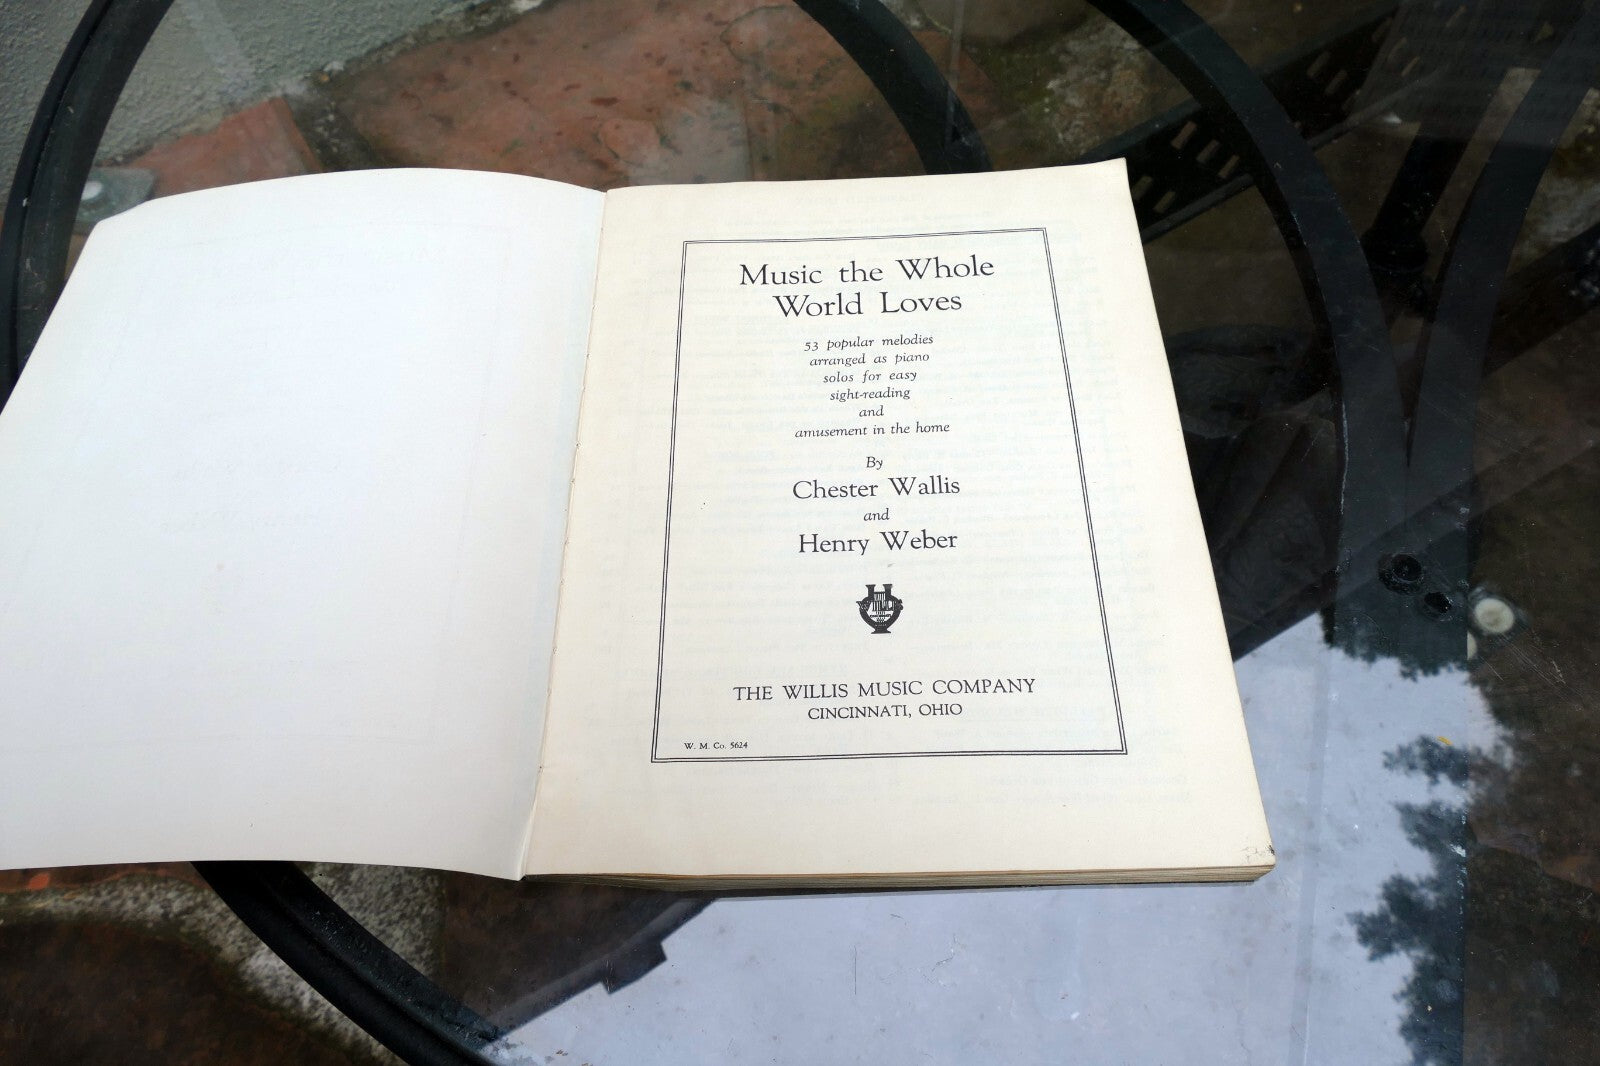 Music the Whole
World Loves
53 popular melodies
arranged as piano
solos for easy
sight-reading
and
amusement in the home
By
Chester Wallis
and
Henry Weber
THE WILLIS MUSIC COMPANY
CINCINNATI, OHIO
W. M. Co. 5624